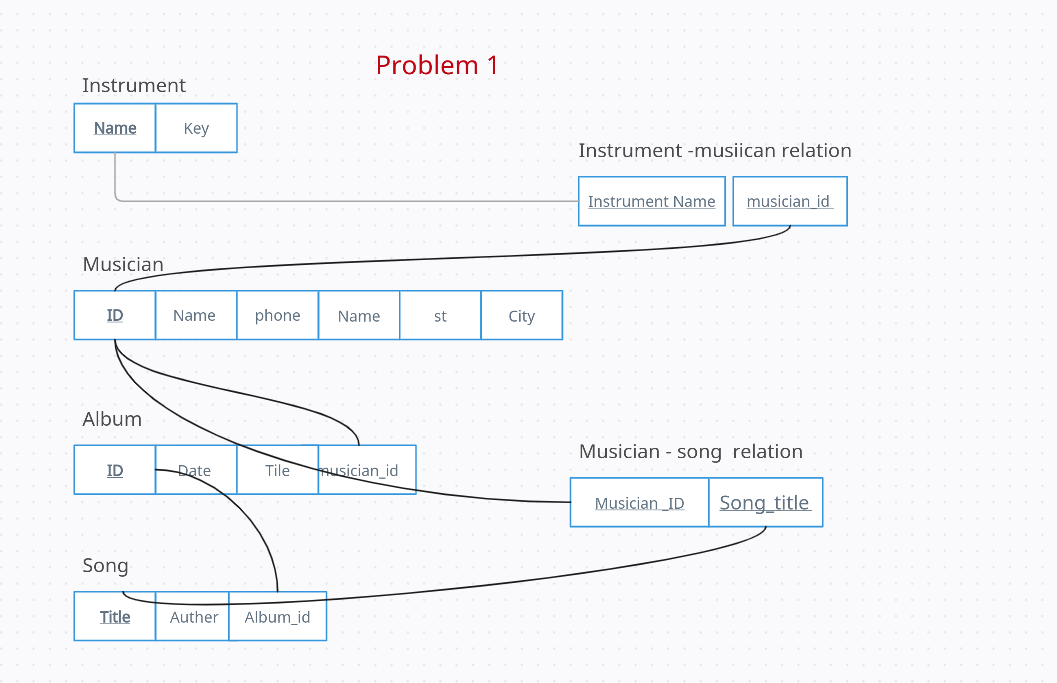 Problem 1
Instrument
Name Key
Instrument -musiican relation
Instrument Name musician_id
Musician
ID Name phone Name st City
Album
ID Date Tile musician_id
Musician - song relation
Musician _ID Song_title
Song
Title Auther Album_id